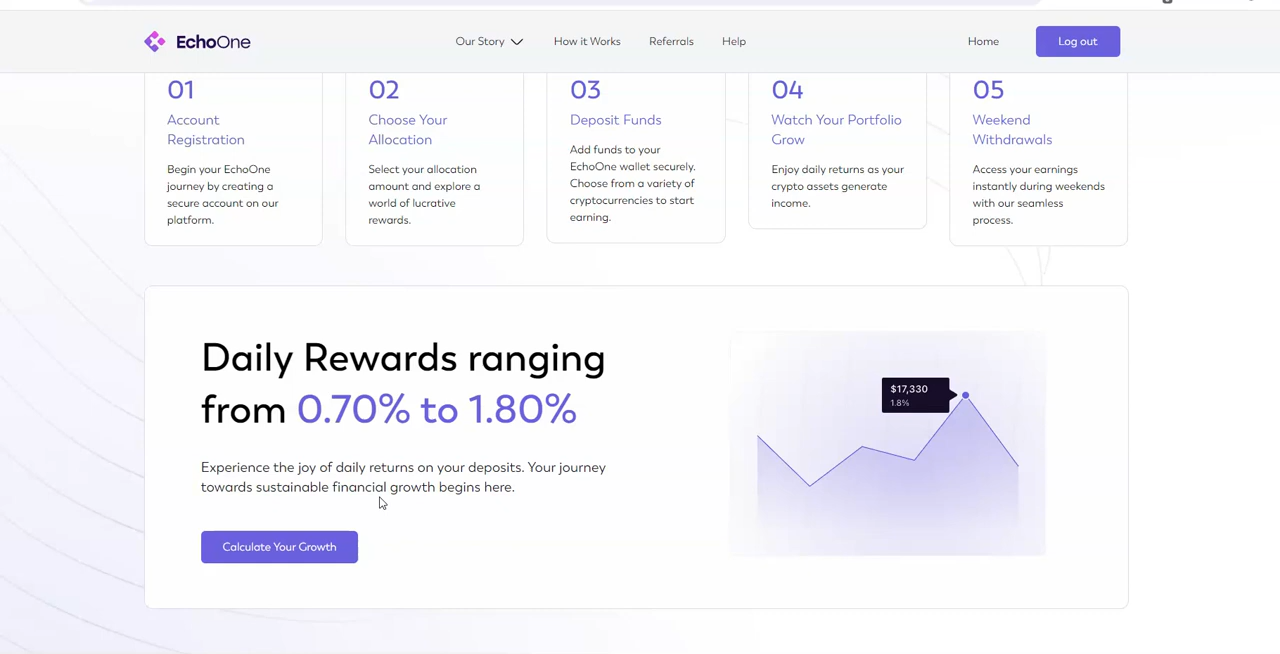 EchoOne
Our Story
How it Works
Referrals
Help
Home
Log out
01
Account
Registration
Begin your EchoOne
journey by creating a
secure account on our
platform.
02
Choose Your
Allocation
Select your allocation
amount and explore a
world of lucrative
rewards.
03
Deposit Funds
Add funds to your
EchoOne wallet securely.
Choose from a variety of
cryptocurrencies to start
earning.
04
Watch Your Portfolio
Grow
Enjoy daily returns as your
crypto assets generate
income.
05
Weekend
Withdrawals
Access your earnings
instantly during weekends
with our seamless
process.
Daily Rewards ranging
from 0.70% to 1.80%
Experience the joy of daily returns on your deposits. Your journey
towards sustainable financial growth begins here.
Calculate Your Growth
$17,330
1.8%